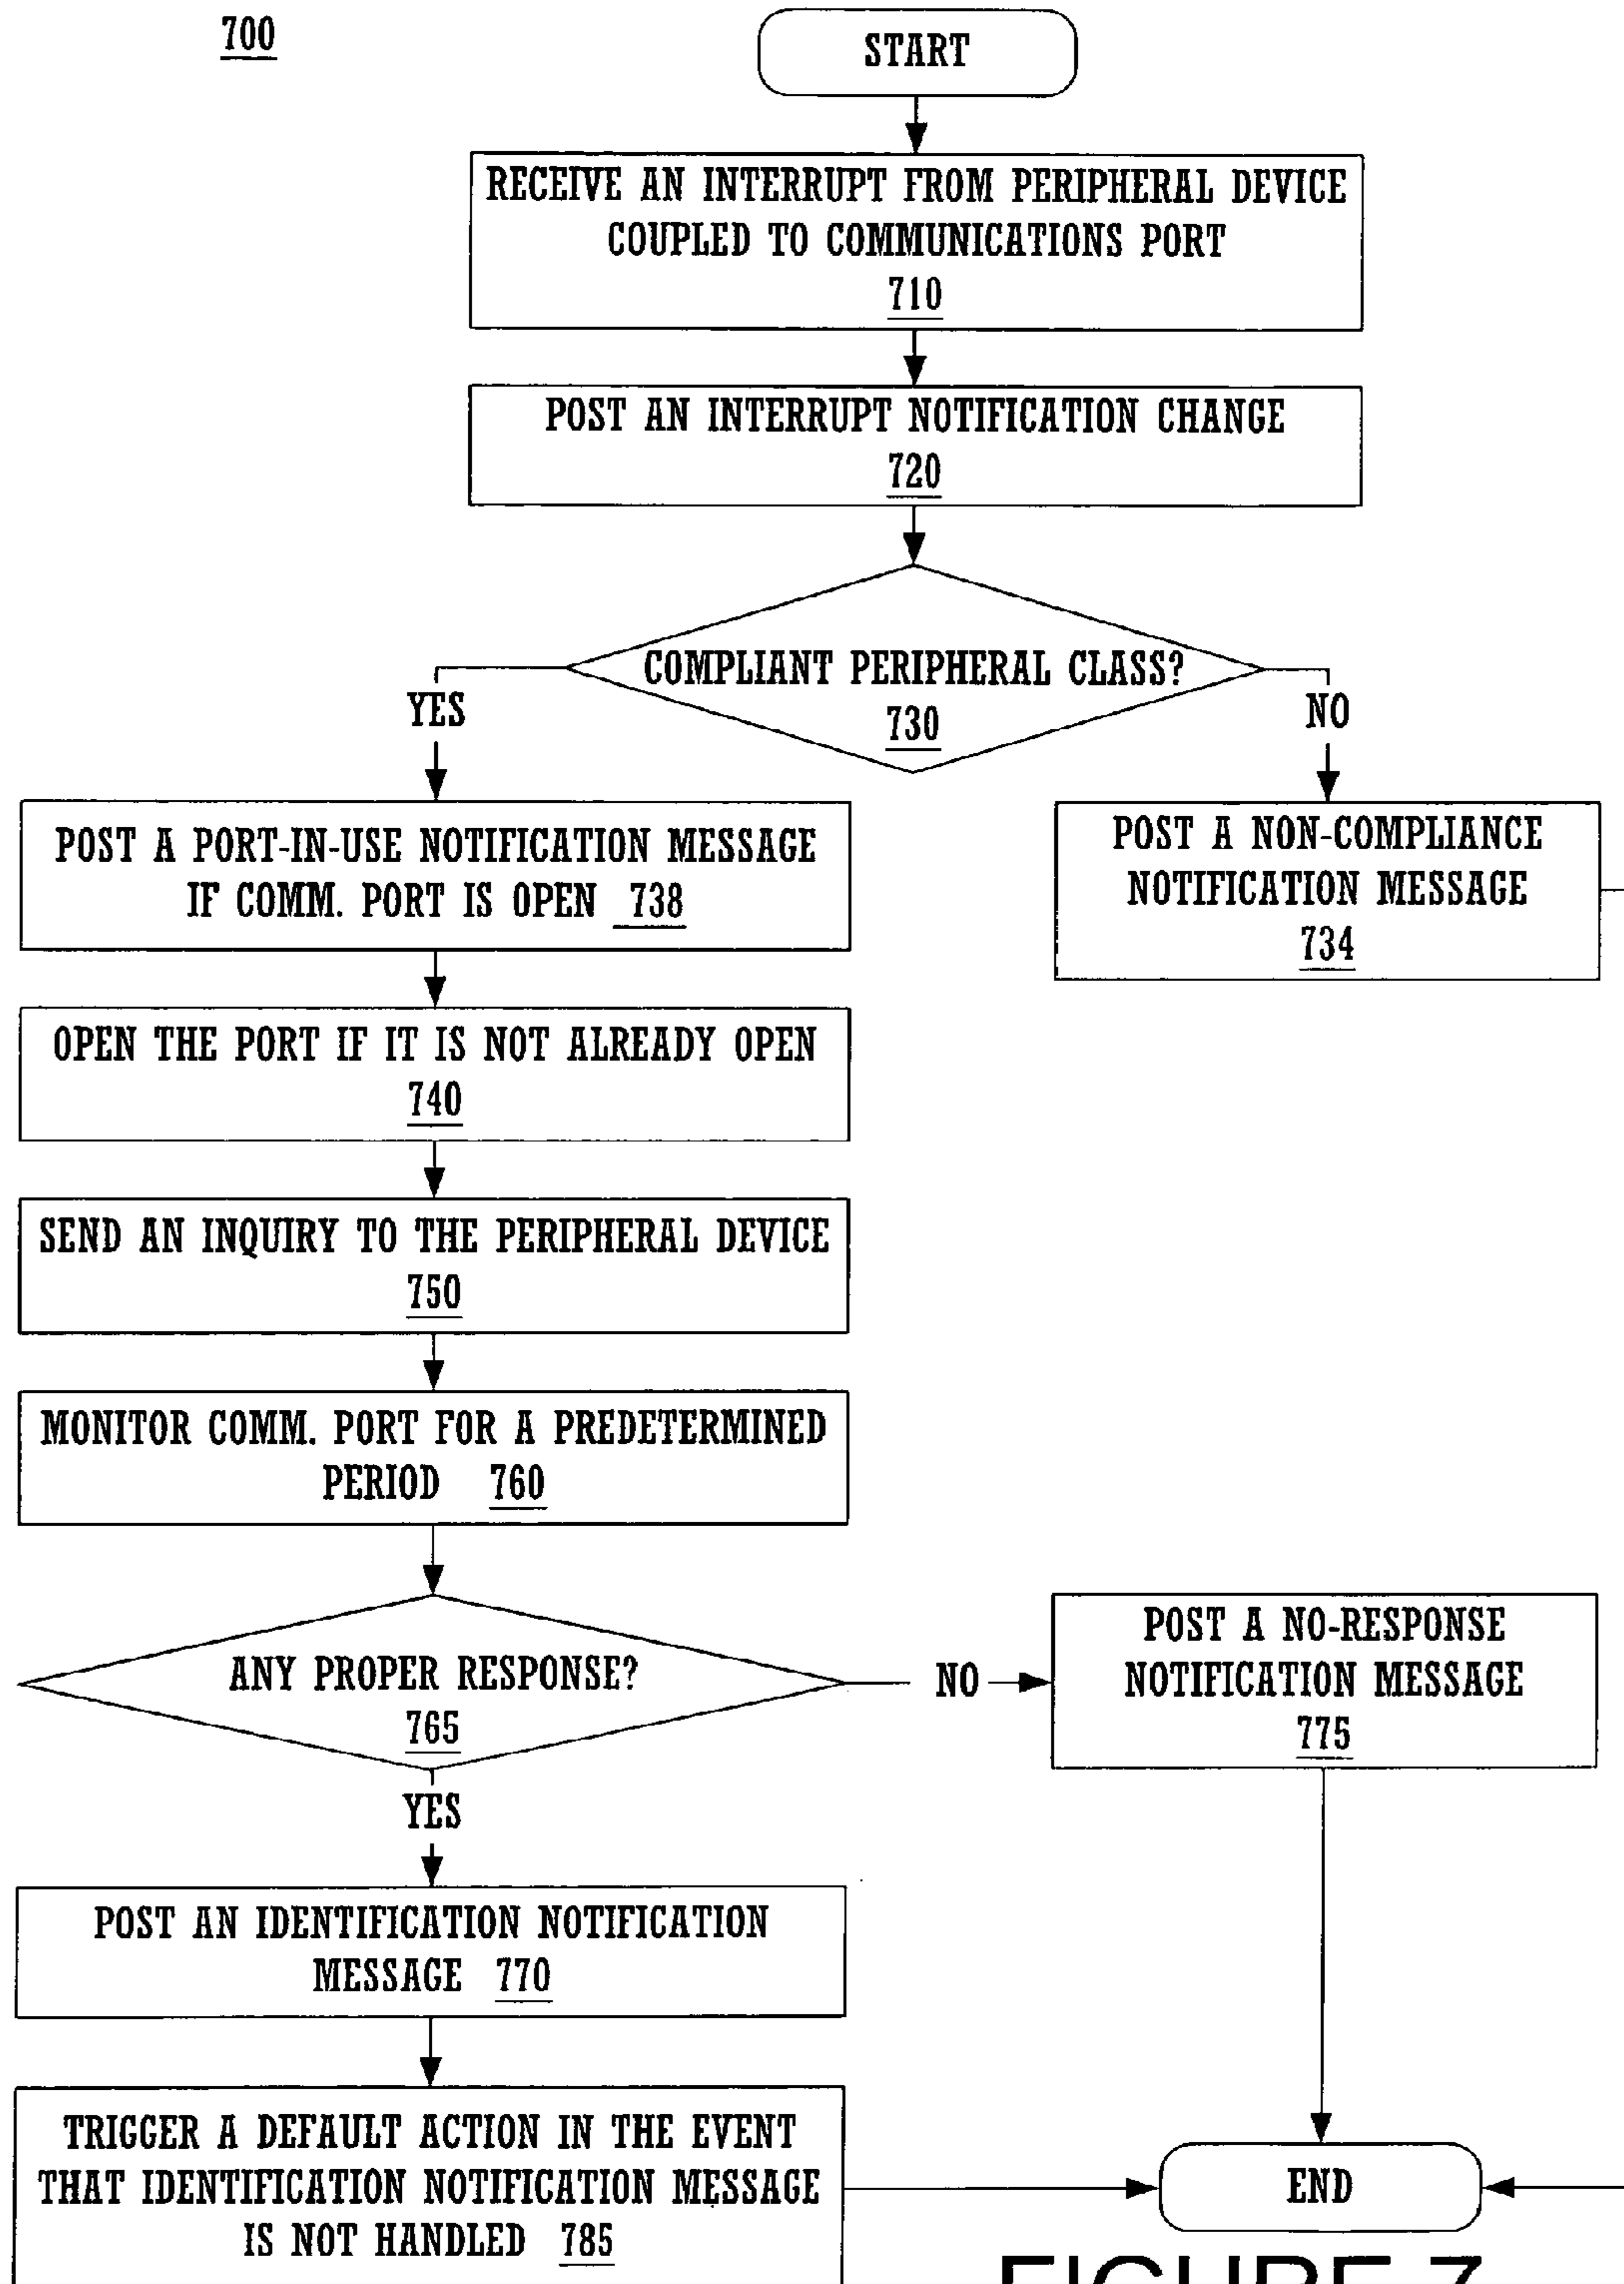 700
START
RECEIVE AN INTERRUPT FROM PERIPHERAL DEVICE
COUPLED TO COMMUNICATIONS PORT
710
POST AN INTERRUPT NOTIFICATION CHANGE
720
COMPLIANT PERIPHERAL CLASS?
730
YES
NO
POST A PORT-IN-USE NOTIFICATION MESSAGE
IF COMM. PORT IS OPEN 738
POST A NON-COMPLIANCE
NOTIFICATION MESSAGE
734
OPEN THE PORT IF IT IS NOT ALREADY OPEN
740
SEND AN INQUIRY TO THE PERIPHERAL DEVICE
750
MONITOR COMM. PORT FOR A PREDETERMINED
PERIOD 760
ANY PROPER RESPONSE?
765
NO
POST A NO-RESPONSE
NOTIFICATION MESSAGE
775
YES
POST AN IDENTIFICATION NOTIFICATION
MESSAGE 770
TRIGGER A DEFAULT ACTION IN THE EVENT
THAT IDENTIFICATION NOTIFICATION MESSAGE
IS NOT HANDLED 785
END
FIGURE 7